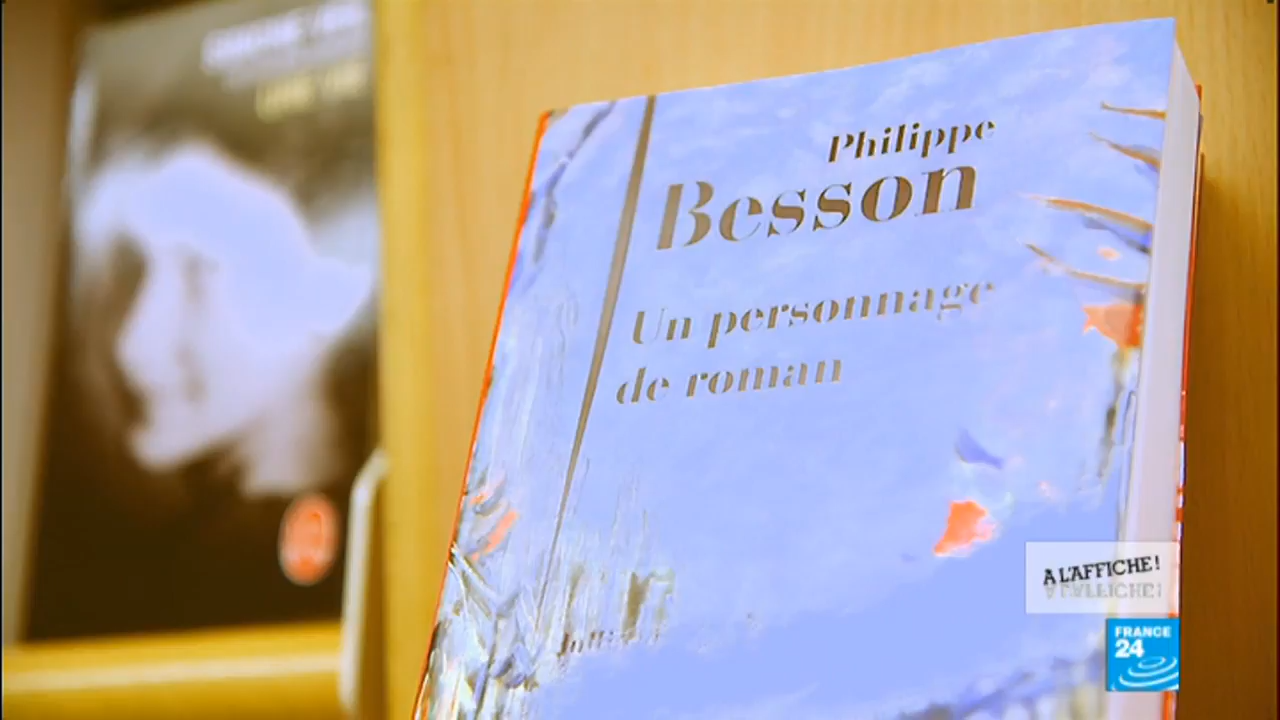 Philippe
Besson
Un personnage
de roman
A L'AFFICHE!
FRANCE
24